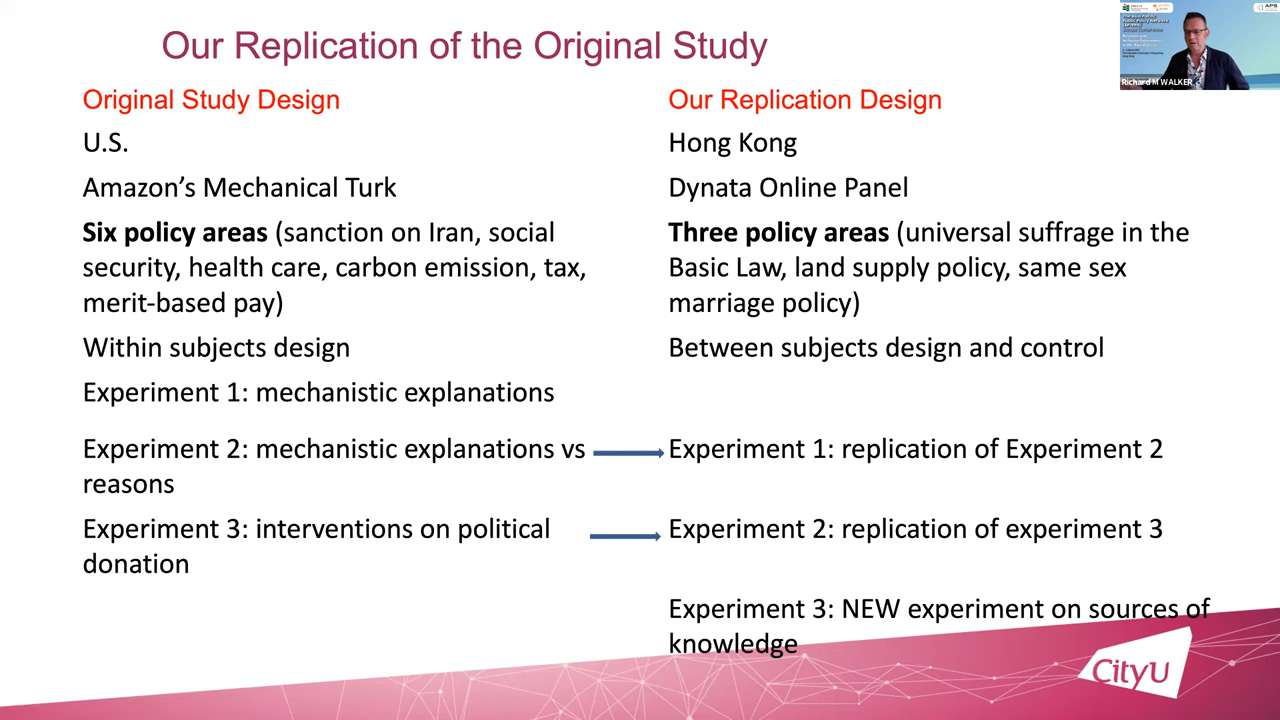 Our Replication of the Original Study
Original Study Design
U.S.
Amazon's Mechanical Turk
Six policy areas (sanction on Iran, social
security, health care, carbon emission, tax,
merit-based pay)
Within subjects design
Experiment 1: mechanistic explanations
Experiment 2: mechanistic explanations vs
reasons
Experiment 3: interventions on political
donation
Our Replication Design
Hong Kong
Dynata Online Panel
Three policy areas (universal suffrage in the
Basic Law, land supply policy, same sex
marriage policy)
Between subjects design and control
Experiment 1: replication of Experiment 2
Experiment 2: replication of experiment 3
Experiment 3: NEW experiment on sources of
knowledge
CityU
Richard M WALKER